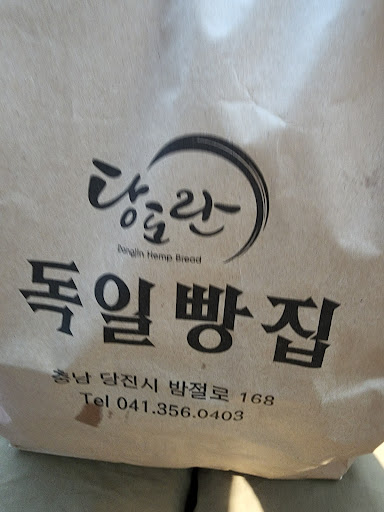 당토란
Dangjin Hemp Bread
독일빵집
충남 당진시 밤절로 168
Tel 041.356.0403